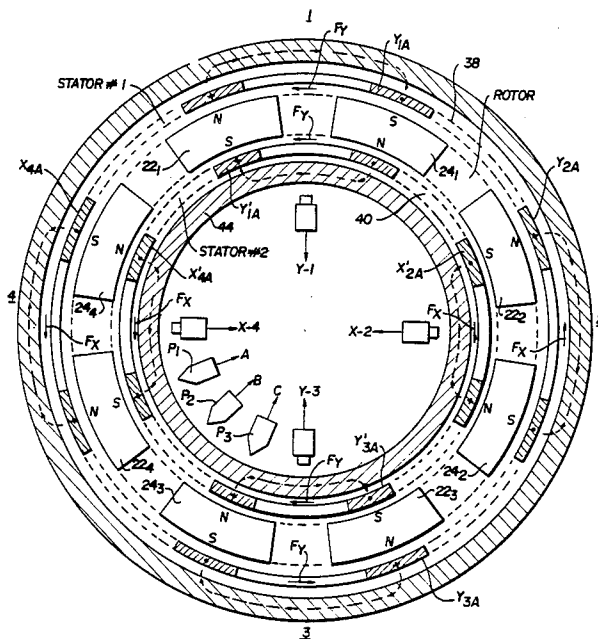 1
FY
Y1A
38
STATOR #1
ROTOR
N
S
FY
S
N
22₁
24₁
X4A
Y2A
Y'1A
44
40
STATOR #2
S
N
X'4A
X'2A
N
S
Y-1
24₄
22₂
4
FX
FX
X-4
X-2
FX
FX
P1
A
P2
B
P3
C
Y-3
N
S
S
N
22₄
24₂
Y'3A
24₃
FY
22₃
N
S
S
N
FY
Y3A
3